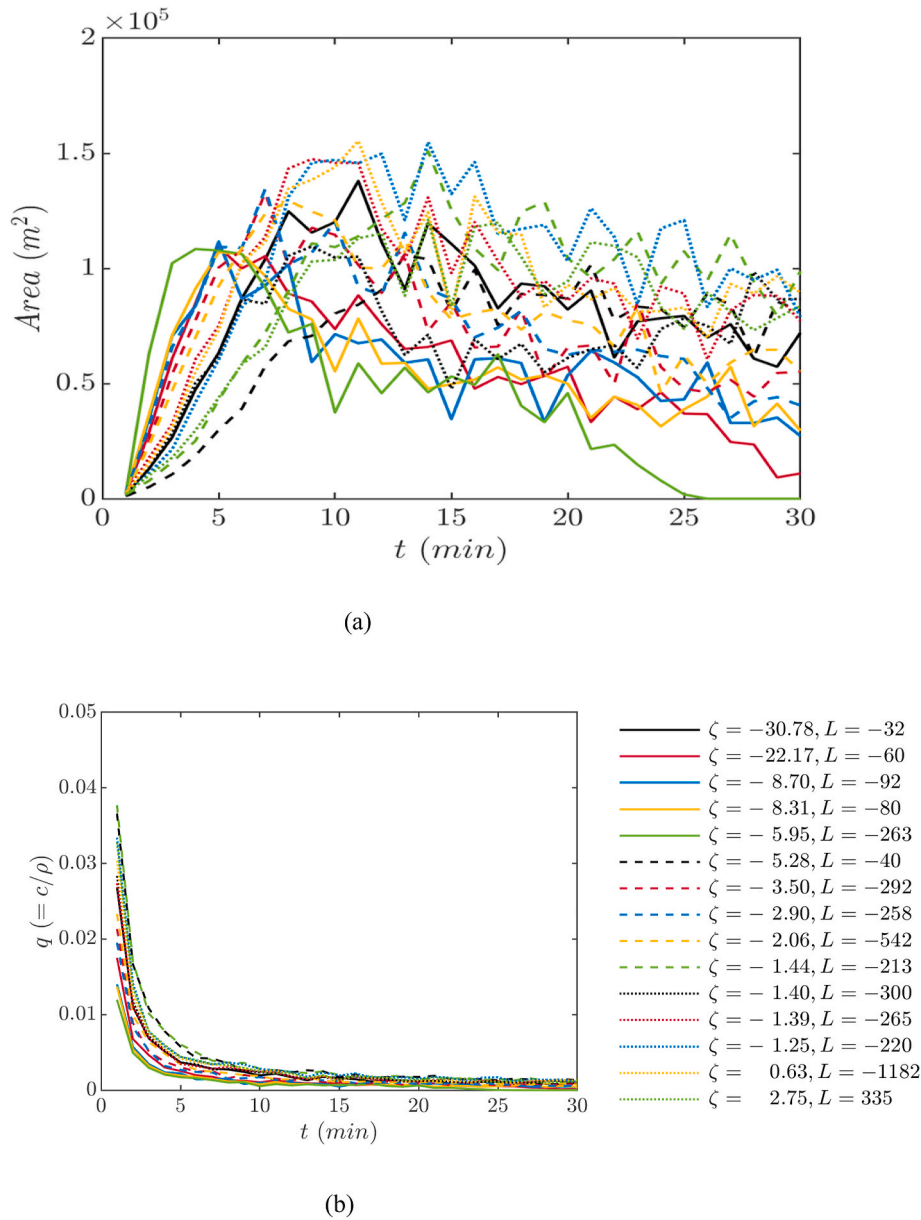 ×10⁵
2
1.5
1
0.5
0
Area (m²)
0 5 10 15 20 25 30
t (min)
(a)
0.05
0.04
0.03
0.02
0.01
0
q (= c/ρ)
0 5 10 15 20 25 30
t (min)
ζ = −30.78, L = −32
ζ = −22.17, L = −60
ζ = − 8.70, L = −92
ζ = − 8.31, L = −80
ζ = − 5.95, L = −263
ζ = − 5.28, L = −40
ζ = − 3.50, L = −292
ζ = − 2.90, L = −258
ζ = − 2.06, L = −542
ζ = − 1.44, L = −213
ζ = − 1.40, L = −300
ζ = − 1.39, L = −265
ζ = − 1.25, L = −220
ζ = 0.63, L = −1182
ζ = 2.75, L = 335
(b)